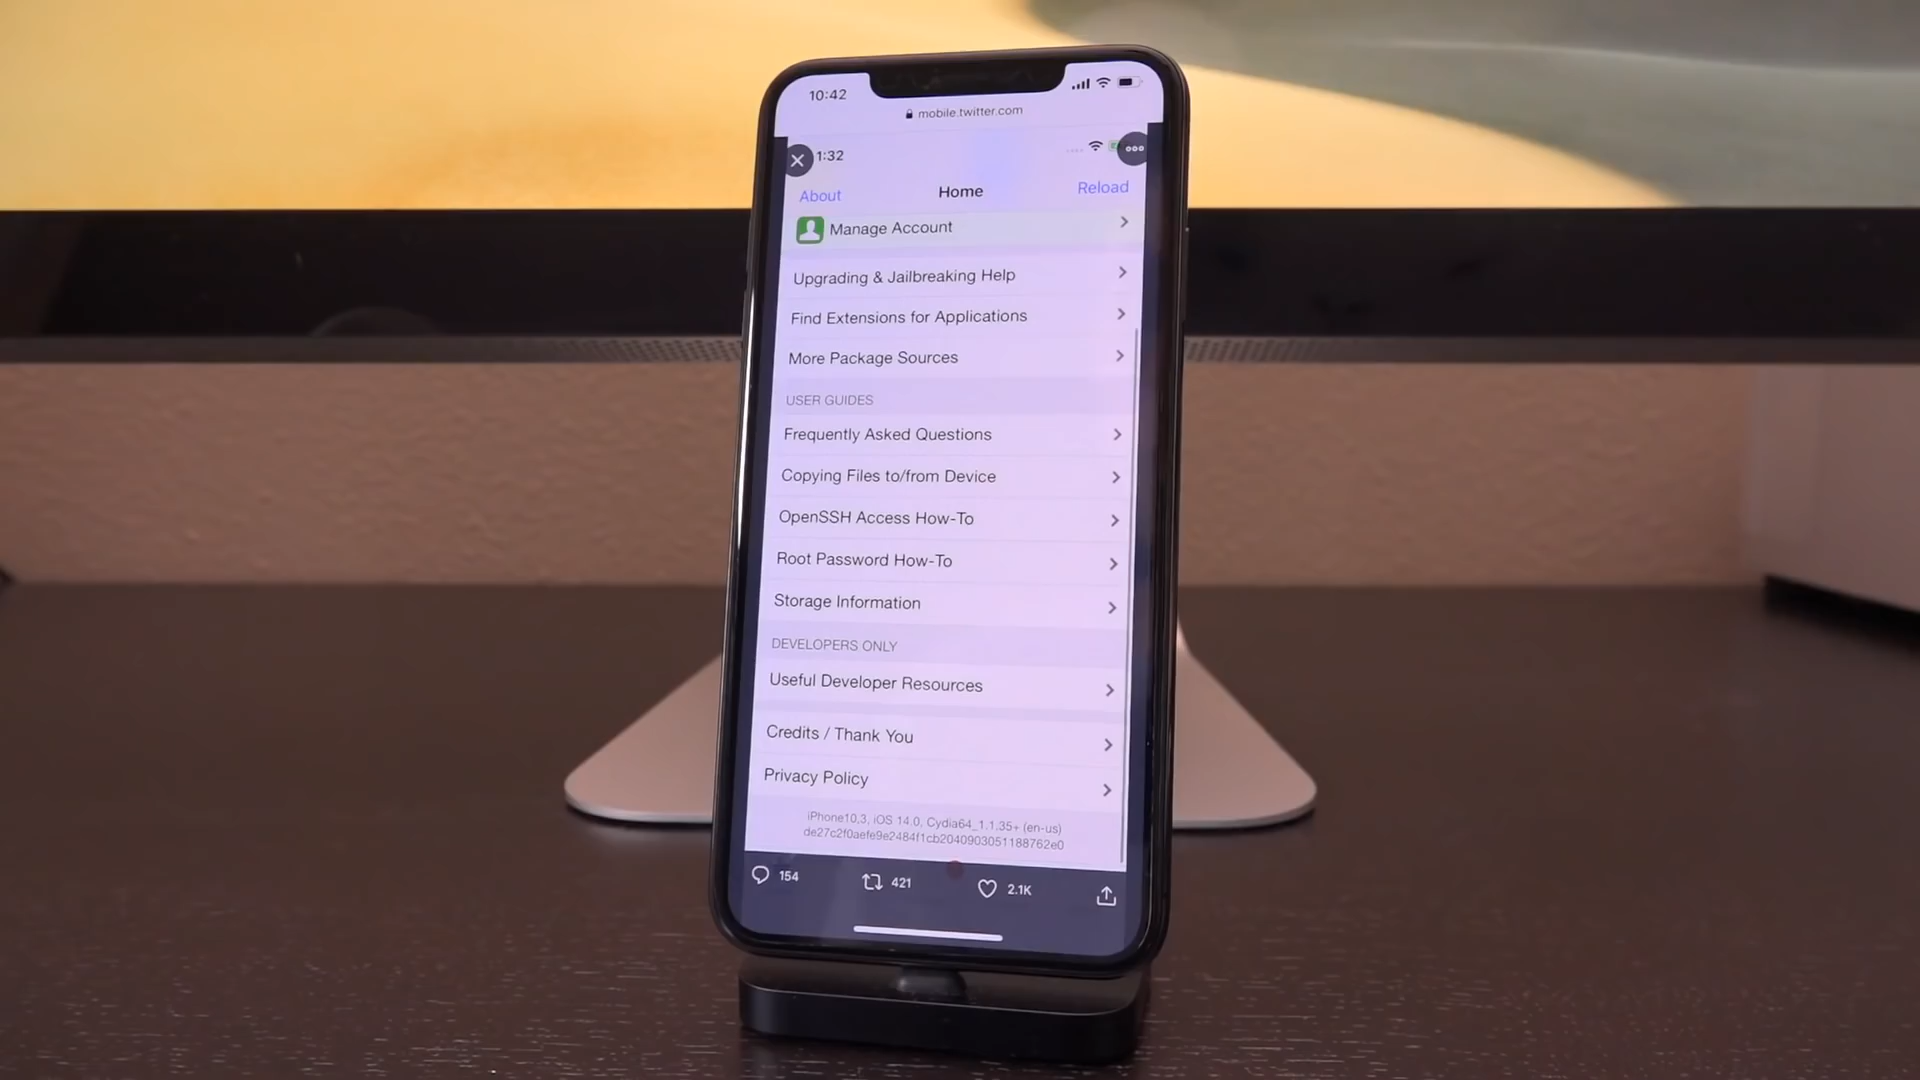 10:42
mobile.twitter.com
1:32
About Home Reload
Manage Account
Upgrading & Jailbreaking Help
Find Extensions for Applications
More Package Sources
USER GUIDES
Frequently Asked Questions
Copying Files to/from Device
OpenSSH Access How-To
Root Password How-To
Storage Information
DEVELOPERS ONLY
Useful Developer Resources
Credits / Thank You
Privacy Policy
iPhone10,3, iOS 14.0, Cydia64_1.1.35+ (en-us)
de27c2f0aefe9e2484f1cb2040903051188762e0
154 421 2.1K